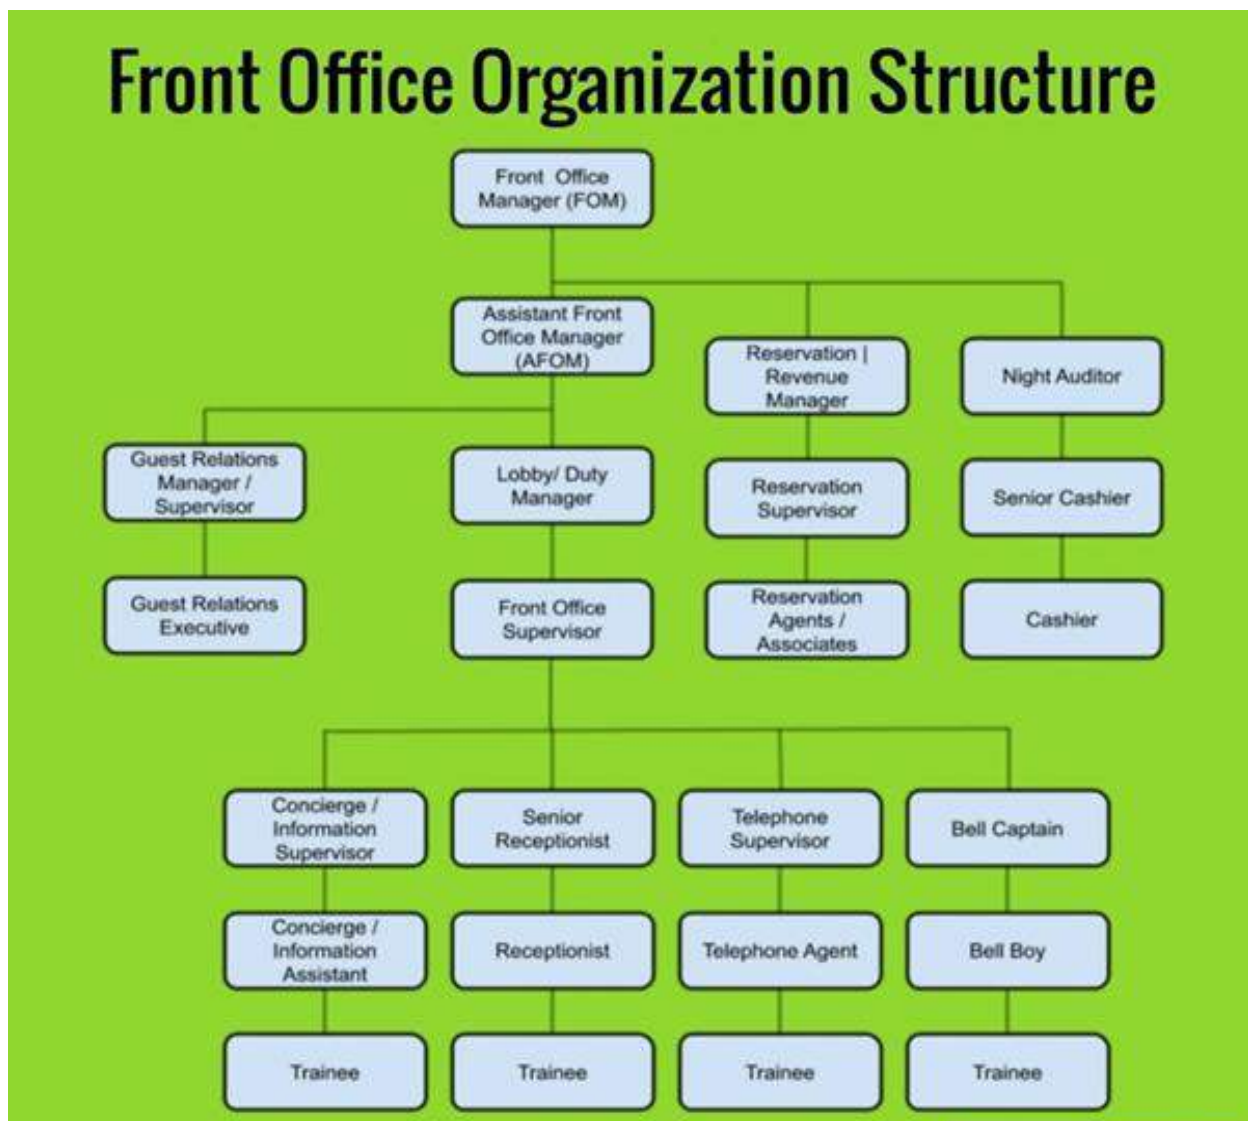 Front Office Organization Structure
Front Office
Manager (FOM)
Assistant Front
Office Manager
(AFOM)
Reservation |
Revenue
Manager
Night Auditor
Guest Relations
Manager /
Supervisor
Lobby/ Duty
Manager
Reservation
Supervisor
Senior Cashier
Guest Relations
Executive
Front Office
Supervisor
Reservation
Agents /
Associates
Cashier
Concierge /
Information
Supervisor
Senior
Receptionist
Telephone
Supervisor
Bell Captain
Concierge /
Information
Assistant
Receptionist
Telephone Agent
Bell Boy
Trainee
Trainee
Trainee
Trainee